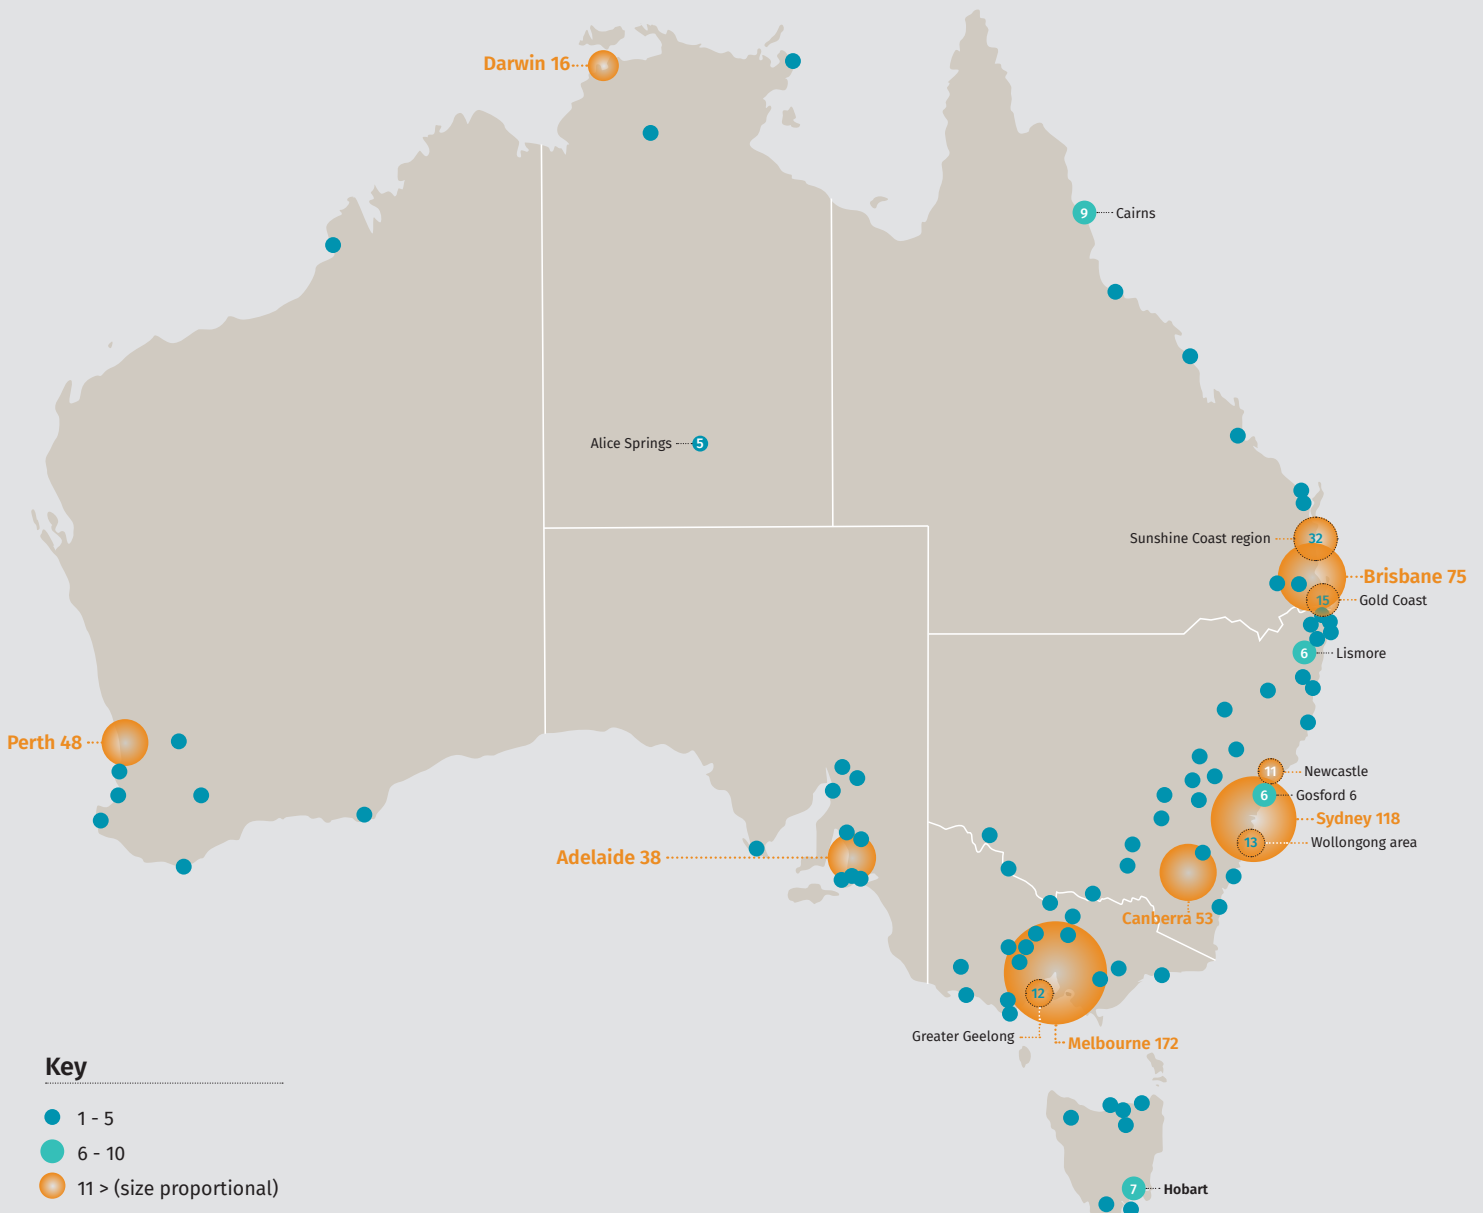 Darwin 16
9 Cairns
Alice Springs 5
Sunshine Coast region 32
Brisbane 75
15 Gold Coast
6 Lismore
Perth 48
11 Newcastle
6 Gosford 6
Sydney 118
13 Wollongong area
Adelaide 38
Canberra 53
12
Greater Geelong
Melbourne 172
Key
1 - 5
6 - 10
11 > (size proportional)
7 Hobart